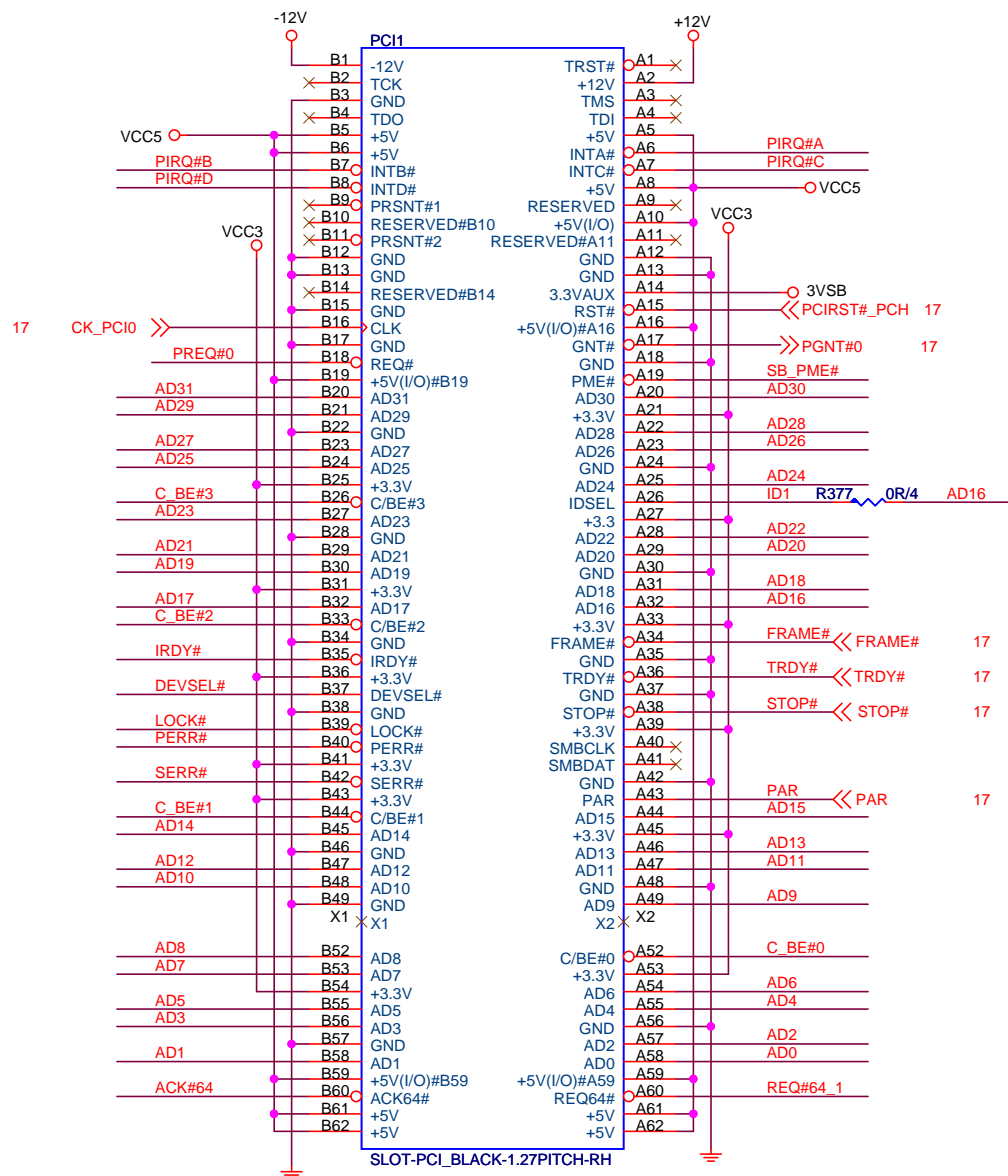 -12V +12V
PCI1
B1 -12V TRST# A1
B2 TCK +12V A2
B3 GND TMS A3
B4 TDO TDI A4
VCC5 B5 +5V +5V A5
B6 +5V INTA# A6 PIRQ#A
PIRQ#B B7 INTB# INTC# A7 PIRQ#C
PIRQ#D B8 INTD# +5V A8 VCC5
B9 PRSNT#1 RESERVED A9
B10 RESERVED#B10 +5V(I/O) A10 VCC3
VCC3 B11 PRSNT#2 RESERVED#A11 A11
B12 GND GND A12
B13 GND GND A13
B14 RESERVED#B14 3.3VAUX A14 3VSB
B15 GND RST# A15 PCIRST#_PCH 17
17 CK_PCI0 B16 CLK +5V(I/O)#A16 A16
B17 GND GNT# A17 PGNT#0 17
PREQ#0 B18 REQ# GND A18
B19 +5V(I/O)#B19 PME# A19 SB_PME#
AD31 B20 AD31 AD30 A20 AD30
AD29 B21 AD29 +3.3V A21
B22 GND AD28 A22 AD28
AD27 B23 AD27 AD26 A23 AD26
AD25 B24 AD25 GND A24
B25 +3.3V AD24 A25 AD24
C_BE#3 B26 C/BE#3 IDSEL A26 ID1 R377 0R/4 AD16
AD23 B27 AD23 +3.3 A27
B28 GND AD22 A28 AD22
AD21 B29 AD21 AD20 A29 AD20
AD19 B30 AD19 GND A30
B31 +3.3V AD18 A31 AD18
AD17 B32 AD17 AD16 A32 AD16
C_BE#2 B33 C/BE#2 +3.3V A33
B34 GND FRAME# A34 FRAME# FRAME# 17
IRDY# B35 IRDY# GND A35
B36 +3.3V TRDY# A36 TRDY# TRDY# 17
DEVSEL# B37 DEVSEL# GND A37
B38 GND STOP# A38 STOP# STOP# 17
LOCK# B39 LOCK# +3.3V A39
PERR# B40 PERR# SMBCLK A40
B41 +3.3V SMBDAT A41
SERR# B42 SERR# GND A42
B43 +3.3V PAR A43 PAR PAR 17
C_BE#1 B44 C/BE#1 AD15 A44 AD15
AD14 B45 AD14 +3.3V A45
B46 GND AD13 A46 AD13
AD12 B47 AD12 AD11 A47 AD11
AD10 B48 AD10 GND A48
B49 GND AD9 A49 AD9
X1 X1 X2 X2
AD8 B52 AD8 C/BE#0 A52 C_BE#0
AD7 B53 AD7 +3.3V A53
B54 +3.3V AD6 A54 AD6
AD5 B55 AD5 AD4 A55 AD4
AD3 B56 AD3 GND A56
B57 GND AD2 A57 AD2
AD1 B58 AD1 AD0 A58 AD0
B59 +5V(I/O)#B59 +5V(I/O)#A59 A59
ACK#64 B60 ACK64# REQ64# A60 REQ#64_1
B61 +5V +5V A61
B62 +5V +5V A62
SLOT-PCI_BLACK-1.27PITCH-RH